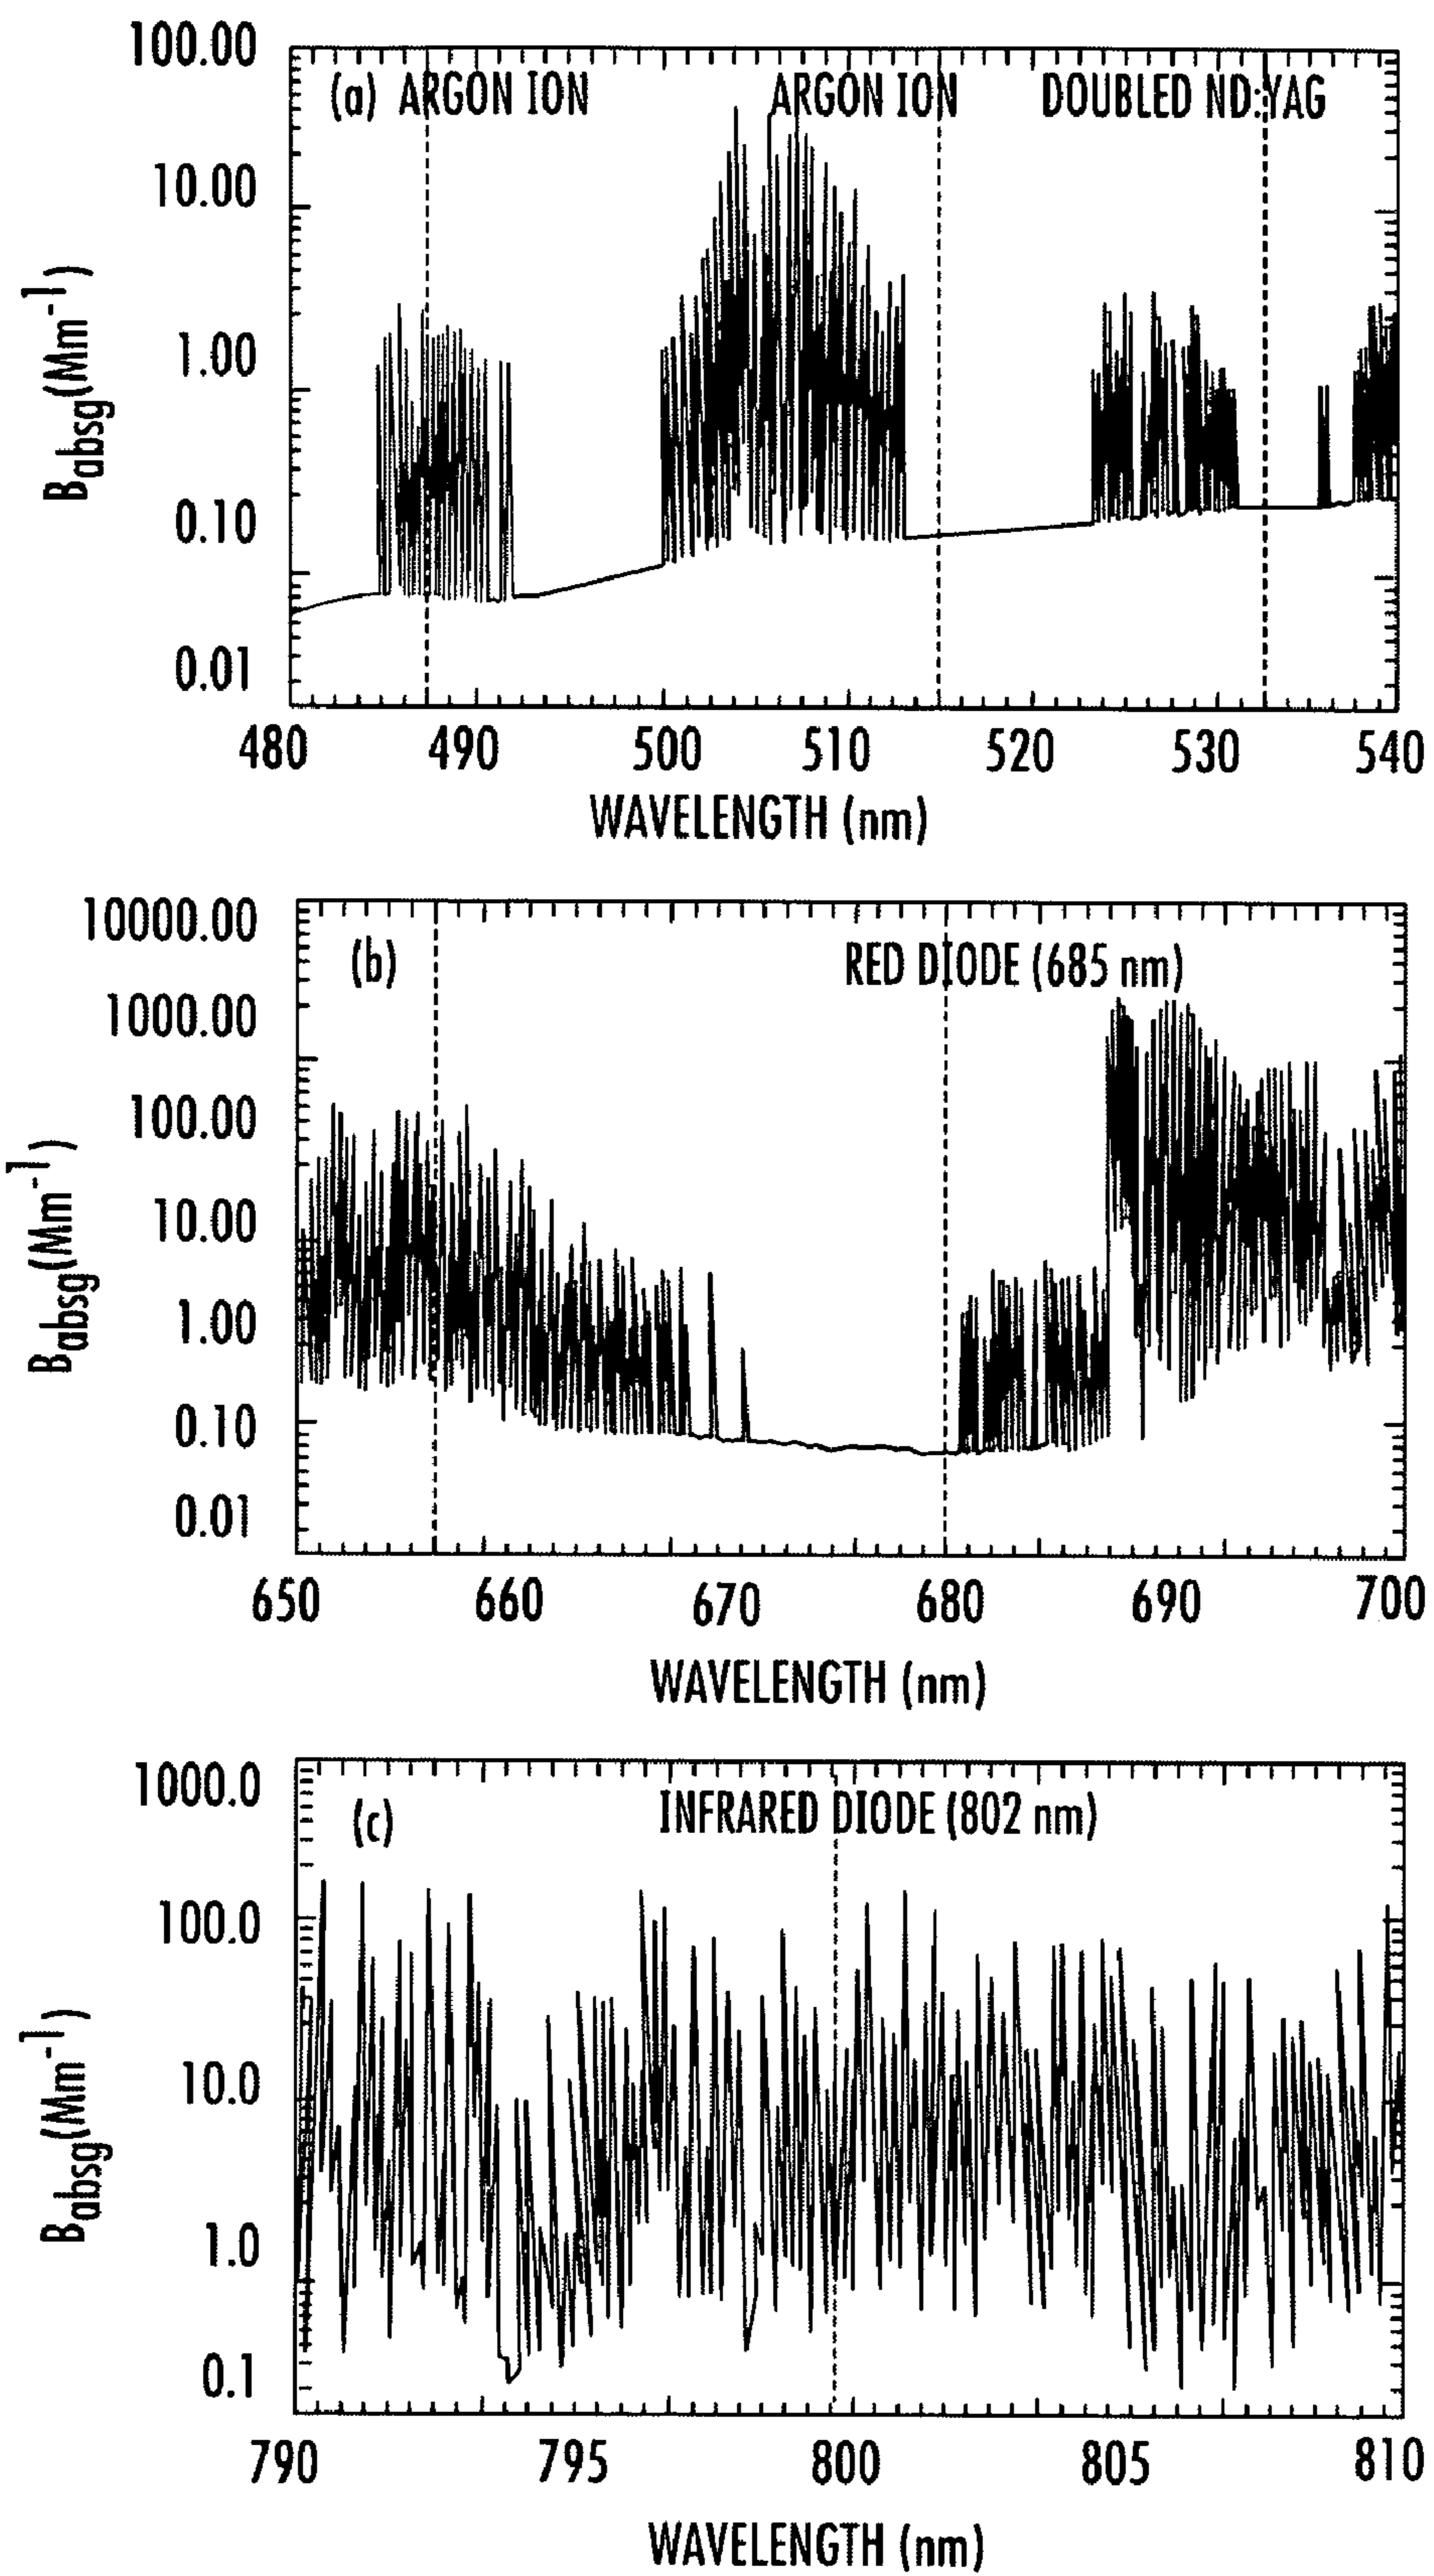 100.00
(a) ARGON ION ARGON ION DOUBLED ND:YAG
10.00
1.00
0.10
0.01
Babsg(Mm-1)
480 490 500 510 520 530 540
WAVELENGTH (nm)
10000.00
(b) RED DIODE (685 nm)
1000.00
100.00
10.00
1.00
0.10
0.01
Babsg(Mm-1)
650 660 670 680 690 700
WAVELENGTH (nm)
1000.0
(c) INFRARED DIODE (802 nm)
100.0
10.0
1.0
0.1
Babsg(Mm-1)
790 795 800 805 810
WAVELENGTH (nm)